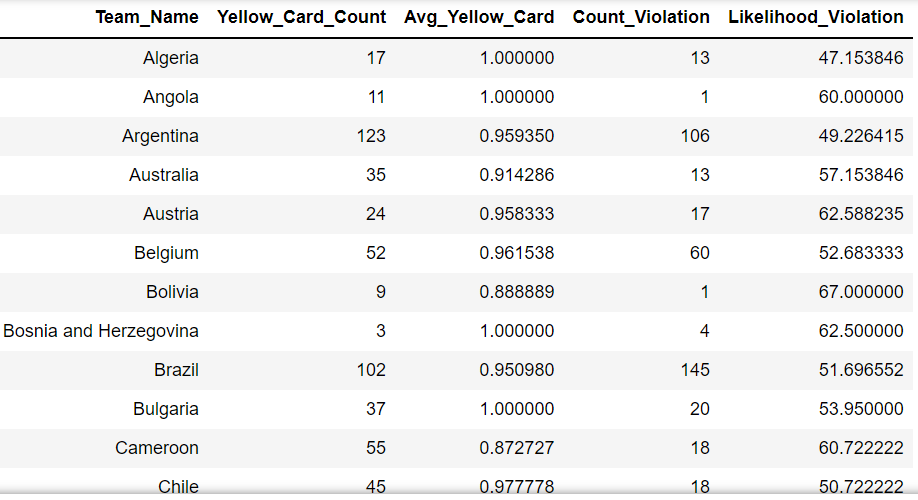 Team_Name Yellow_Card_Count Avg_Yellow_Card Count_Violation Likelihood_Violation
Algeria 17 1.000000 13 47.153846
Angola 11 1.000000 1 60.000000
Argentina 123 0.959350 106 49.226415
Australia 35 0.914286 13 57.153846
Austria 24 0.958333 17 62.588235
Belgium 52 0.961538 60 52.683333
Bolivia 9 0.888889 1 67.000000
Bosnia and Herzegovina 3 1.000000 4 62.500000
Brazil 102 0.950980 145 51.696552
Bulgaria 37 1.000000 20 53.950000
Cameroon 55 0.872727 18 60.722222
Chile 45 0.977778 18 50.722222